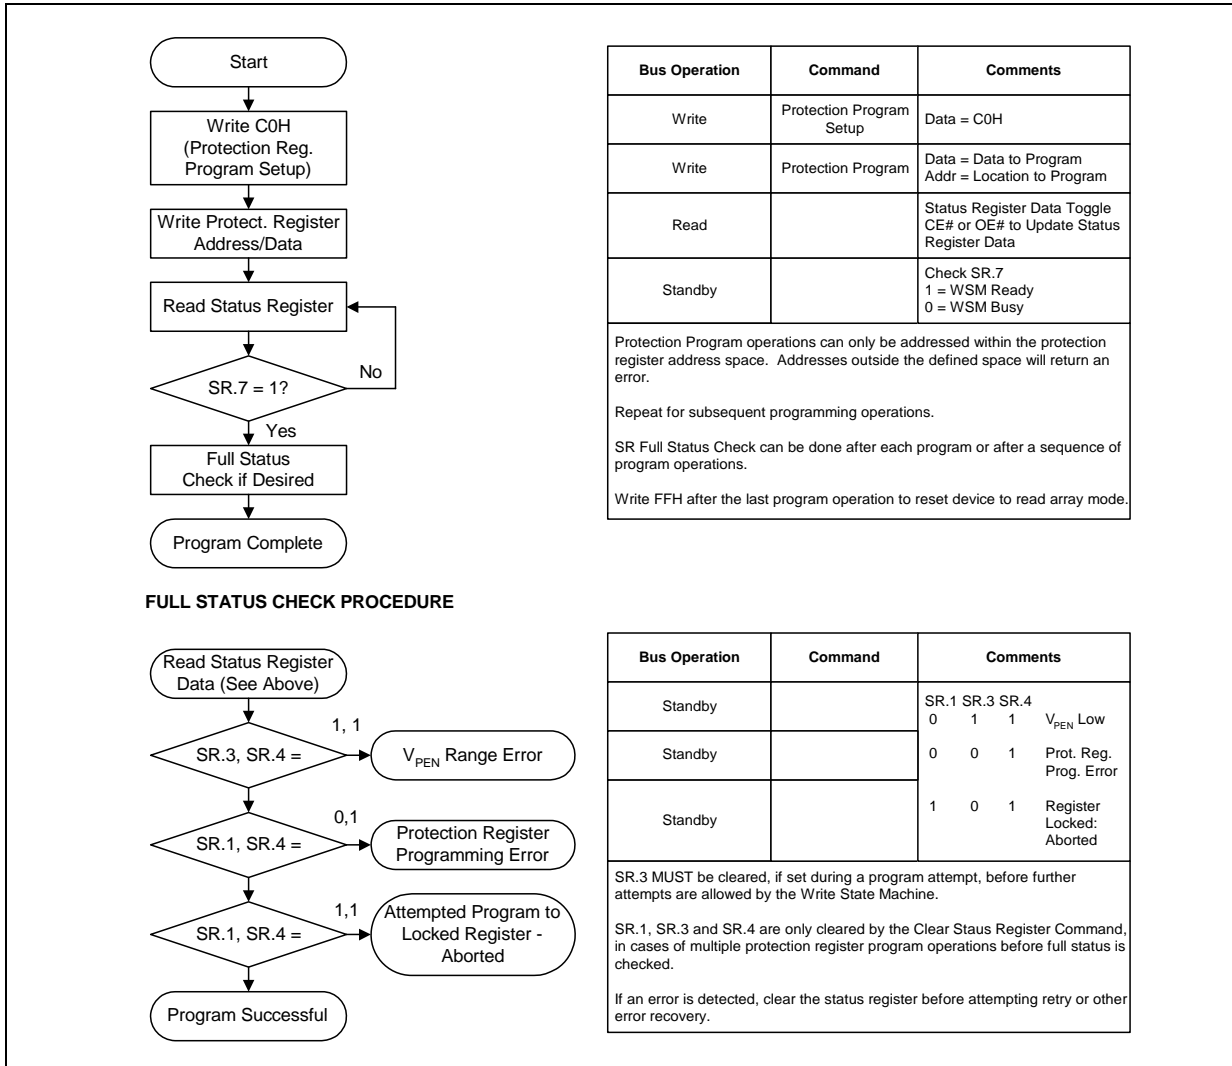 Start
Write C0H
(Protection Reg.
Program Setup)
Write Protect. Register
Address/Data
Read Status Register
SR.7 = 1?
No
Yes
Full Status
Check if Desired
Program Complete
Bus Operation Command Comments
Write Protection Program
Setup Data = C0H
Write Protection Program Data = Data to Program
Addr = Location to Program
Read Status Register Data Toggle
CE# or OE# to Update Status
Register Data
Standby Check SR.7
1 = WSM Ready
0 = WSM Busy
Protection Program operations can only be addressed within the protection
register address space. Addresses outside the defined space will return an
error.
Repeat for subsequent programming operations.
SR Full Status Check can be done after each program or after a sequence of
program operations.
Write FFH after the last program operation to reset device to read array mode.
FULL STATUS CHECK PROCEDURE
Read Status Register
Data (See Above)
SR.3, SR.4 =
1, 1
VPEN Range Error
SR.1, SR.4 =
0,1
Protection Register
Programming Error
SR.1, SR.4 =
1,1
Attempted Program to
Locked Register -
Aborted
Program Successful
Bus Operation Command Comments
Standby SR.1 SR.3 SR.4
0 1 1 VPEN Low
Standby 0 0 1 Prot. Reg.
Prog. Error
Standby 1 0 1 Register
Locked:
Aborted
SR.3 MUST be cleared, if set during a program attempt, before further
attempts are allowed by the Write State Machine.
SR.1, SR.3 and SR.4 are only cleared by the Clear Staus Register Command,
in cases of multiple protection register program operations before full status is
checked.
If an error is detected, clear the status register before attempting retry or other
error recovery.